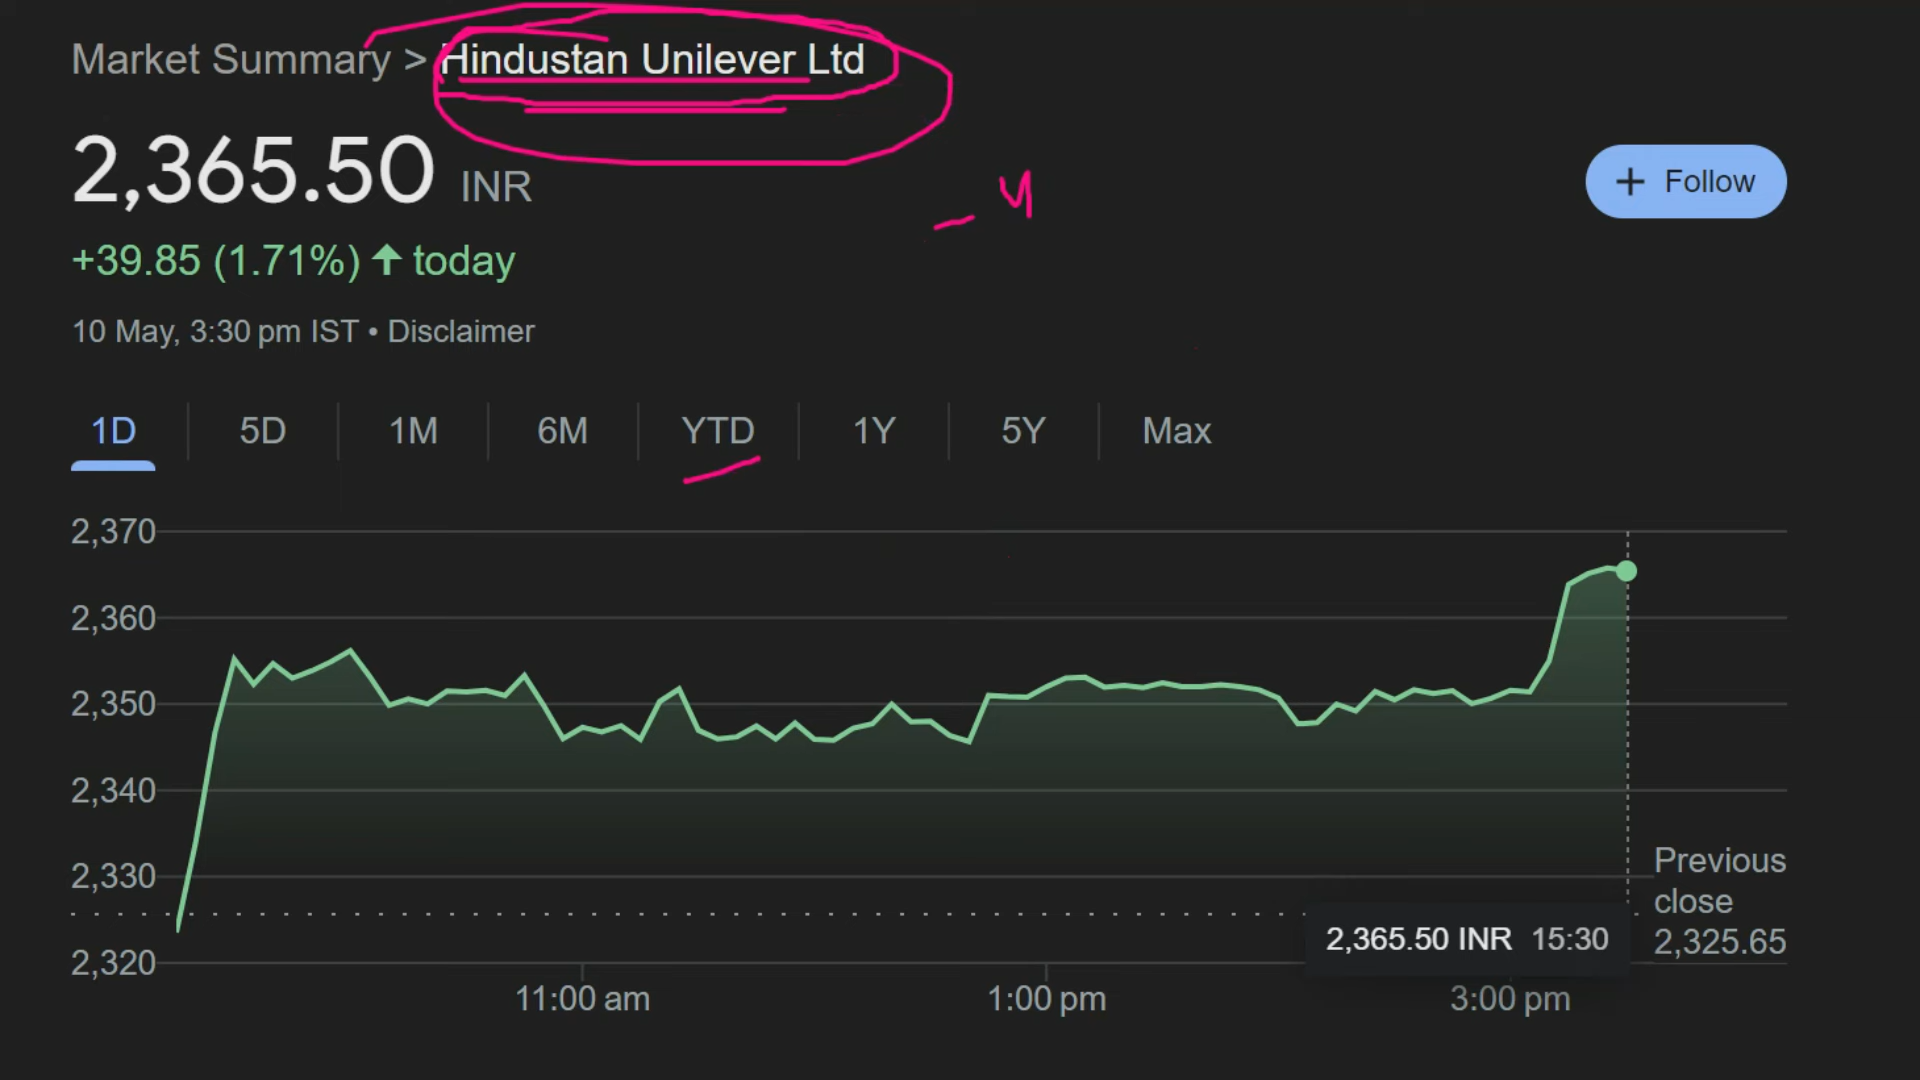 Market Summary > Hindustan Unilever Ltd
2,365.50 INR
+ Follow
+39.85 (1.71%) ↑ today
10 May, 3:30 pm IST • Disclaimer
1D 5D 1M 6M YTD 1Y 5Y Max
2,370
2,360
2,350
2,340
2,330
2,320
Previous
close
2,325.65
2,365.50 INR 15:30
11:00 am 1:00 pm 3:00 pm